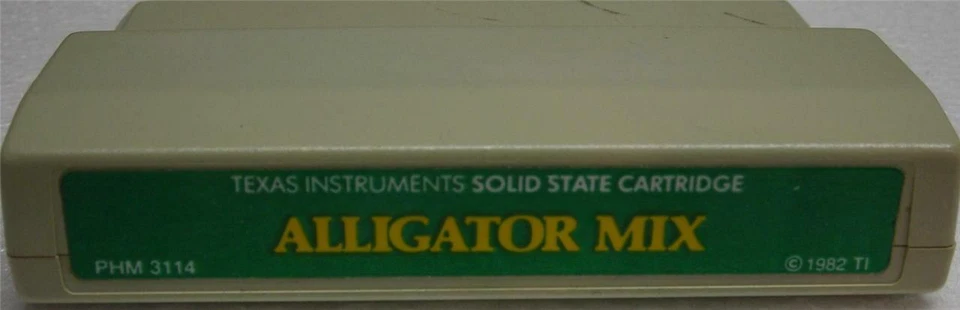 TEXAS INSTRUMENTS SOLID STATE CARTRIDGE
ALLIGATOR MIX
PHM 3114
© 1982 TI